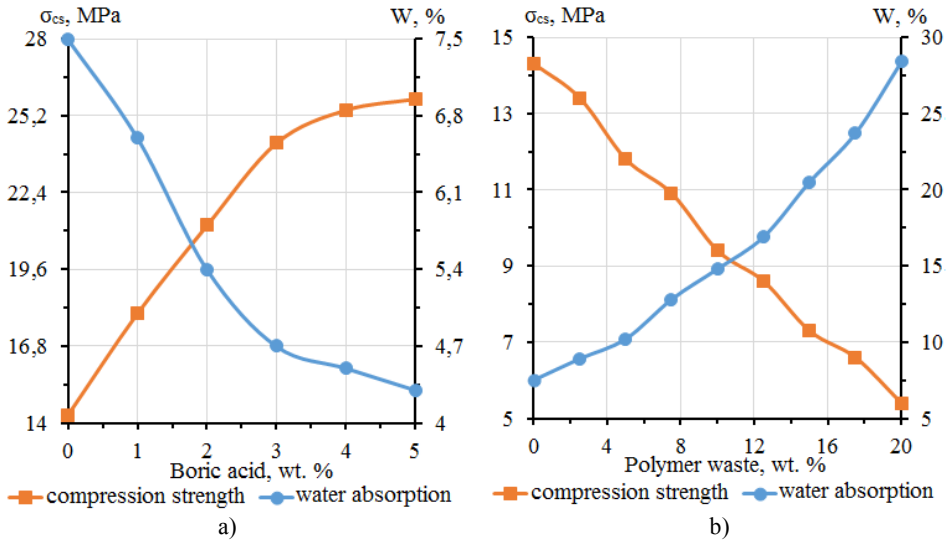 σcs, MPa
W, %
28
25,2
22,4
19,6
16,8
14
7,5
6,8
6,1
5,4
4,7
4
0 1 2 3 4 5
Boric acid, wt. %
compression strength water absorption
a)
σcs, MPa
W, %
15
13
11
9
7
5
30
25
20
15
10
5
0 4 8 12 16 20
Polymer waste, wt. %
compression strength water absorption
b)